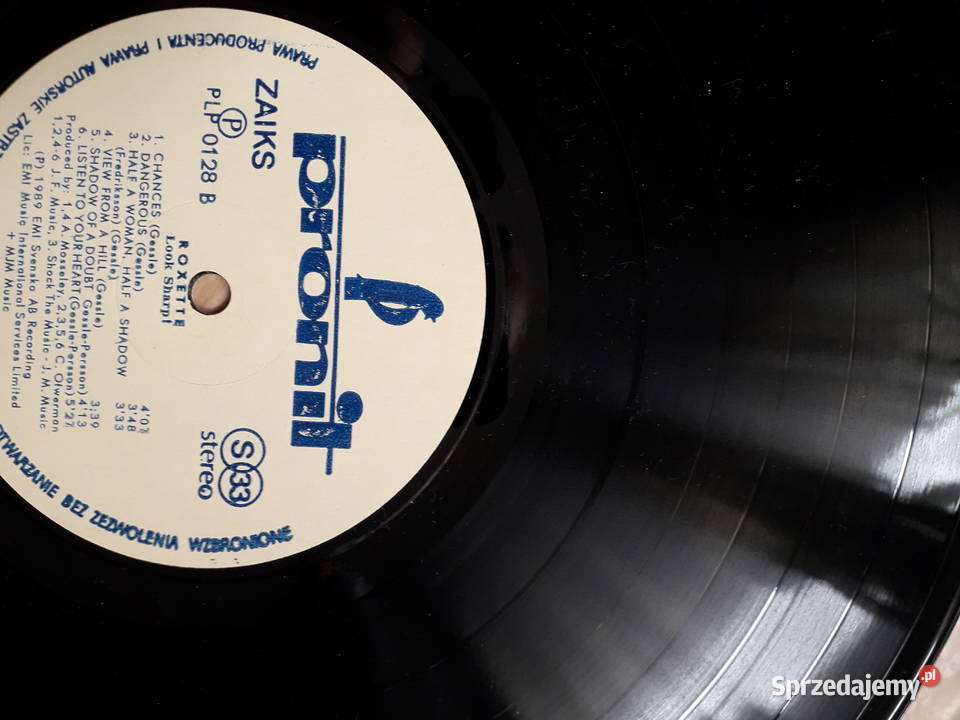 pronit
ZAIKS
P
PLP 0128 B
S 033
stereo
ROXETTE
Look Sharp!
1. CHANCES (Gessle) 4'07
2. DANGEROUS (Gessle) 3'48
3. HALF A WOMAN, HALF A SHADOW 3'33
(Fredriksson) (Gessle)
4. VIEW FROM A HILL (Gessle) 3:39
5. SHADOW OF A DOUBT Gessle-Persson) 4'13
6. LISTEN TO YOUR HEART (Gessle-Persson) 5'27
Produced by: 1,4 A. Mosseley, 2,3,5,6 C. Olwerman
1,2,4-6 J. F. Music, 3. Shock The Music - J. M. Music
(P) 1989 EMI Svenska AB Recording
Lic: EMI Music International Services Limited
+ MJM Music
PRAWA PRODUCENTA I PRAWA AUTORSKIE
BEZ ZEZWOLENIA WZBRONIONE
Sprzedajemy.pl